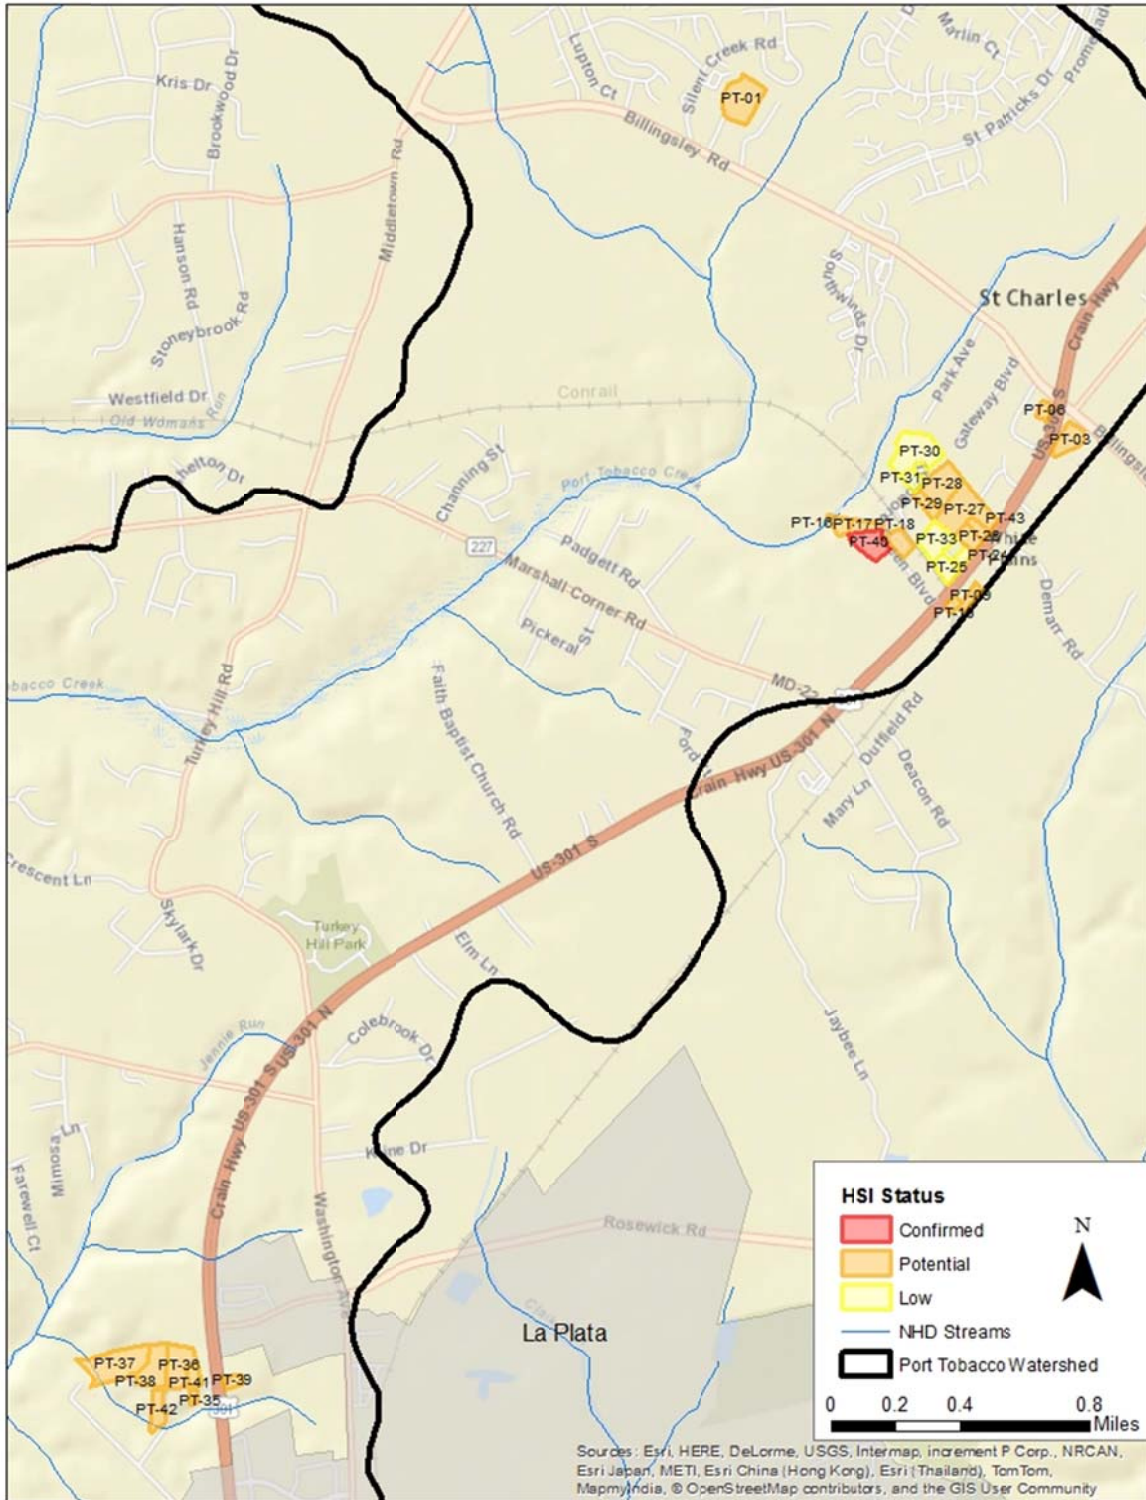 Kris Dr
Brookwood Dr
Middletown Rd
Hanson Rd
Stoneybrook Rd
Westfield Dr
Old Womans Run
Lupton Ct
Silent Creek Rd
PT-01
Billingsley Rd
Marlin Ct
St Patricks Dr
St Charles
Crain Hwy
Park Ave
Gateway Blvd
US-301 S
Conrail
Channing St
Port Tobacco Creek
227
Padgett Rd
Marshall Corner Rd
Pickeral St
PT-06
PT-03
PT-30
PT-31
PT-28
PT-29
PT-27
PT-43
PT-16
PT-17
PT-18
PT-40
PT-33
PT-24
PT-25
PT-09
Demarr Rd
Turkey Hill Rd
Faith Baptist Church Rd
Crain Hwy US-301 N
Duffield Rd
Mary Ln
Deacon Rd
Crescent Ln
Skylark Dr
US-301 S
Turkey
Hill Park
Elm Ln
Jennie Run
Colebrook Dr
US-301 N
Crain Hwy US-301 S
Jaybee Ln
Mimosa Ln
Farewell Ct
Washington Ave
Rosewick Rd
La Plata
PT-37
PT-36
PT-38
PT-41
PT-39
PT-35
PT-42
301
HSI Status
Confirmed
Potential
Low
NHD Streams
Port Tobacco Watershed
N
0 0.2 0.4 0.8
Miles
Sources: Esri, HERE, DeLorme, USGS, Intermap, increment P Corp., NRCAN,
Esri Japan, METI, Esri China (Hong Kong), Esri (Thailand), TomTom,
MapmyIndia, © OpenStreetMap contributors, and the GIS User Community